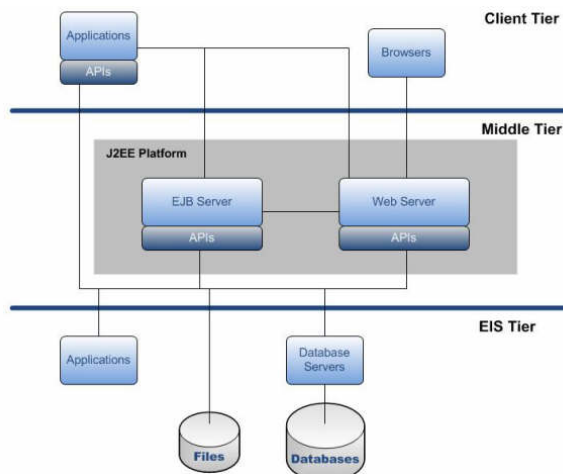 Client Tier
Applications
APIs
Browsers
Middle Tier
J2EE Platform
EJB Server
APIs
Web Server
APIs
EIS Tier
Applications
Database
Servers
Files
Databases